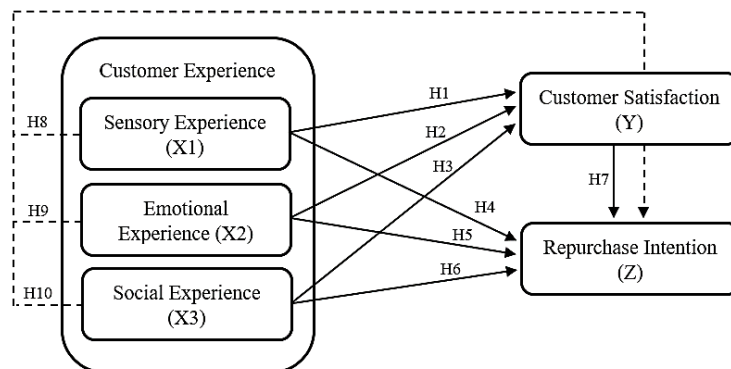 Customer Experience
H1
Customer Satisfaction
(Y)
H8
Sensory Experience
(X1)
H2
H3
H7
H9
Emotional
Experience (X2)
H4
H5
Repurchase Intention
(Z)
H6
H10
Social Experience
(X3)